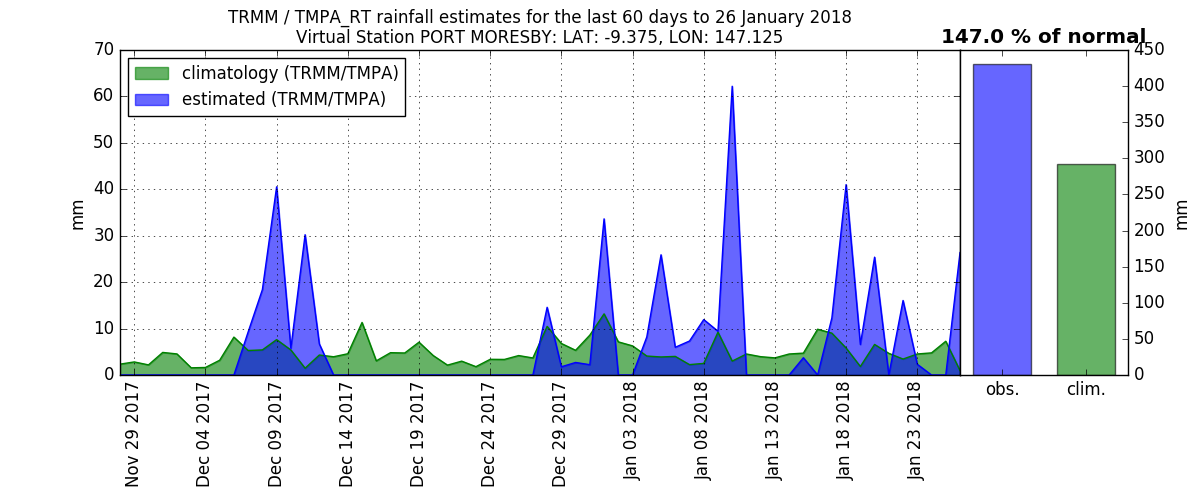 TRMM / TMPA_RT rainfall estimates for the last 60 days to 26 January 2018
Virtual Station PORT MORESBY: LAT: -9.375, LON: 147.125
147.0 % of normal
climatology (TRMM/TMPA)
estimated (TRMM/TMPA)
70
60
50
40
30
20
10
0
mm
Nov 29 2017
Dec 04 2017
Dec 09 2017
Dec 14 2017
Dec 19 2017
Dec 24 2017
Dec 29 2017
Jan 03 2018
Jan 08 2018
Jan 13 2018
Jan 18 2018
Jan 23 2018
obs.
clim.
450
400
350
300
250
200
150
100
50
0
mm